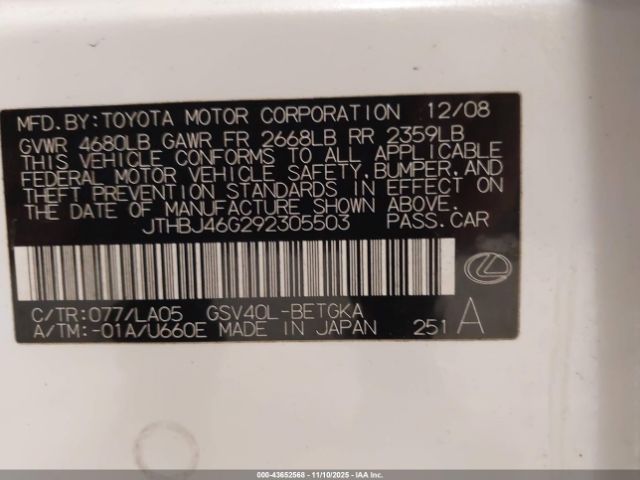 MFD.BY:TOYOTA MOTOR CORPORATION 12/08
GVWR 4680LB GAWR FR 2668LB RR 2359LB
THIS VEHICLE CONFORMS TO ALL APPLICABLE
FEDERAL MOTOR VEHICLE SAFETY,BUMPER,AND
THEFT PREVENTION STANDARDS IN EFFECT ON
THE DATE OF MANUFACTURE SHOWN ABOVE.
JTHBJ46G292305503 PASS.CAR
C/TR:077/LA05 GSV40L-BETGKA
A/TM:-01A/U660E MADE IN JAPAN 251 A
000-43652568 - 11/10/2025 - IAA Inc.